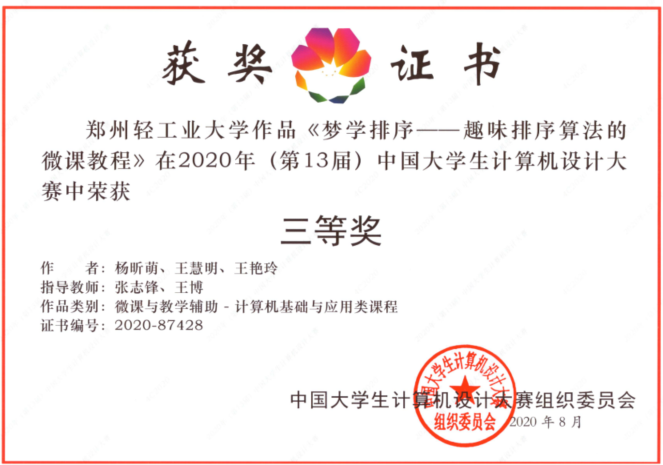 获奖证书
郑州轻工业大学作品《梦学排序——趣味排序算法的
微课教程》在2020年（第13届）中国大学生计算机设计大
赛中荣获
三等奖
作　　者：杨昕萌、王慧明、王艳玲
指导教师：张志锋、王博
作品类别：微课与教学辅助 - 计算机基础与应用类课程
证书编号：2020-87428
中国大学生计算机设计大赛
组织委员会
中国大学生计算机设计大赛组织委员会
2020 年 8 月